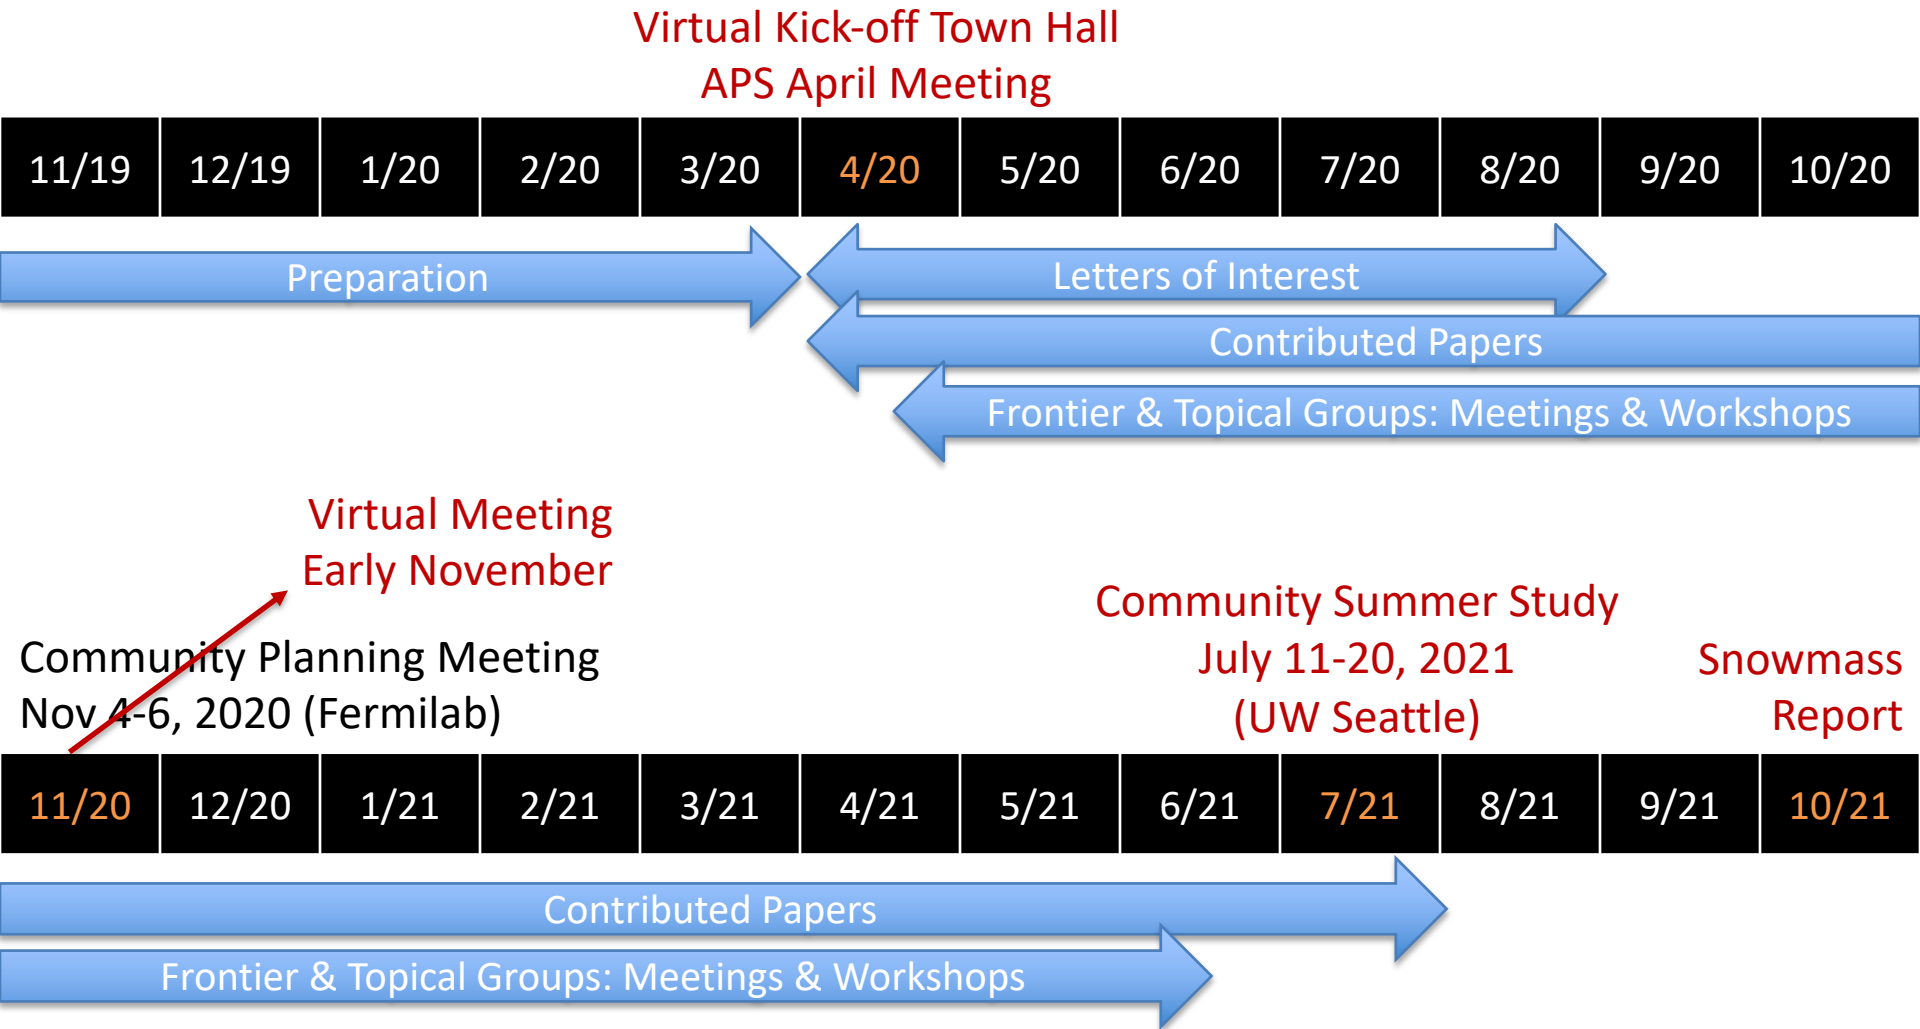 Virtual Kick-off Town Hall
APS April Meeting
11/19 12/19 1/20 2/20 3/20 4/20 5/20 6/20 7/20 8/20 9/20 10/20
Preparation
Letters of Interest
Contributed Papers
Frontier & Topical Groups: Meetings & Workshops
Virtual Meeting
Early November
Community Planning Meeting
Nov 4-6, 2020 (Fermilab)
Community Summer Study
July 11-20, 2021
(UW Seattle)
Snowmass
Report
11/20 12/20 1/21 2/21 3/21 4/21 5/21 6/21 7/21 8/21 9/21 10/21
Contributed Papers
Frontier & Topical Groups: Meetings & Workshops